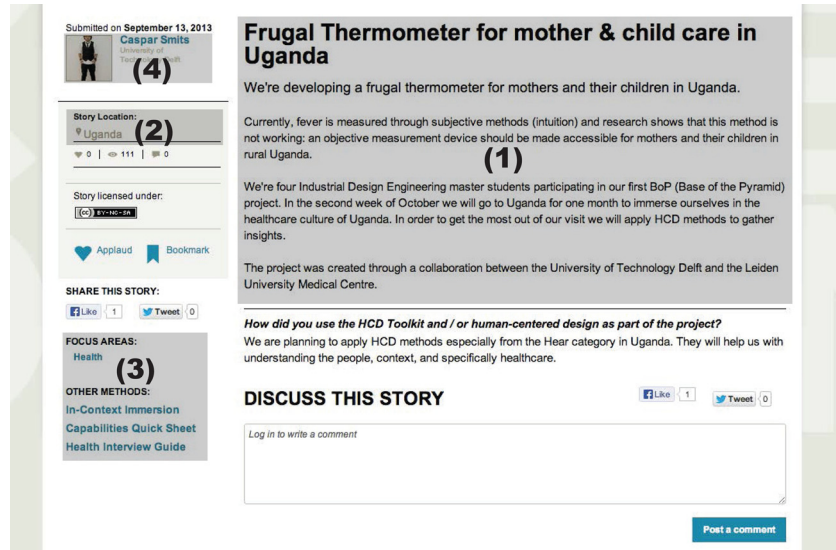 Submitted on September 13, 2013
Caspar Smits
University of
Technology Delft
(4)
Story Location:
Uganda
(2)
0 | 111 | 0
Story licensed under:
(cc) BY-NC-SA
Applaud Bookmark
SHARE THIS STORY:
Like 1 Tweet 0
FOCUS AREAS:
Health
(3)
OTHER METHODS:
In-Context Immersion
Capabilities Quick Sheet
Health Interview Guide
Frugal Thermometer for mother & child care in
Uganda
We're developing a frugal thermometer for mothers and their children in Uganda.
Currently, fever is measured through subjective methods (intuition) and research shows that this method is
not working: an objective measurement device should be made accessible for mothers and their children in
rural Uganda.
(1)
We're four Industrial Design Engineering master students participating in our first BoP (Base of the Pyramid)
project. In the second week of October we will go to Uganda for one month to immerse ourselves in the
healthcare culture of Uganda. In order to get the most out of our visit we will apply HCD methods to gather
insights.
The project was created through a collaboration between the University of Technology Delft and the Leiden
University Medical Centre.
How did you use the HCD Toolkit and / or human-centered design as part of the project?
We are planning to apply HCD methods especially from the Hear category in Uganda. They will help us with
understanding the people, context, and specifically healthcare.
DISCUSS THIS STORY
Like 1 Tweet 0
Log in to write a comment
Post a comment